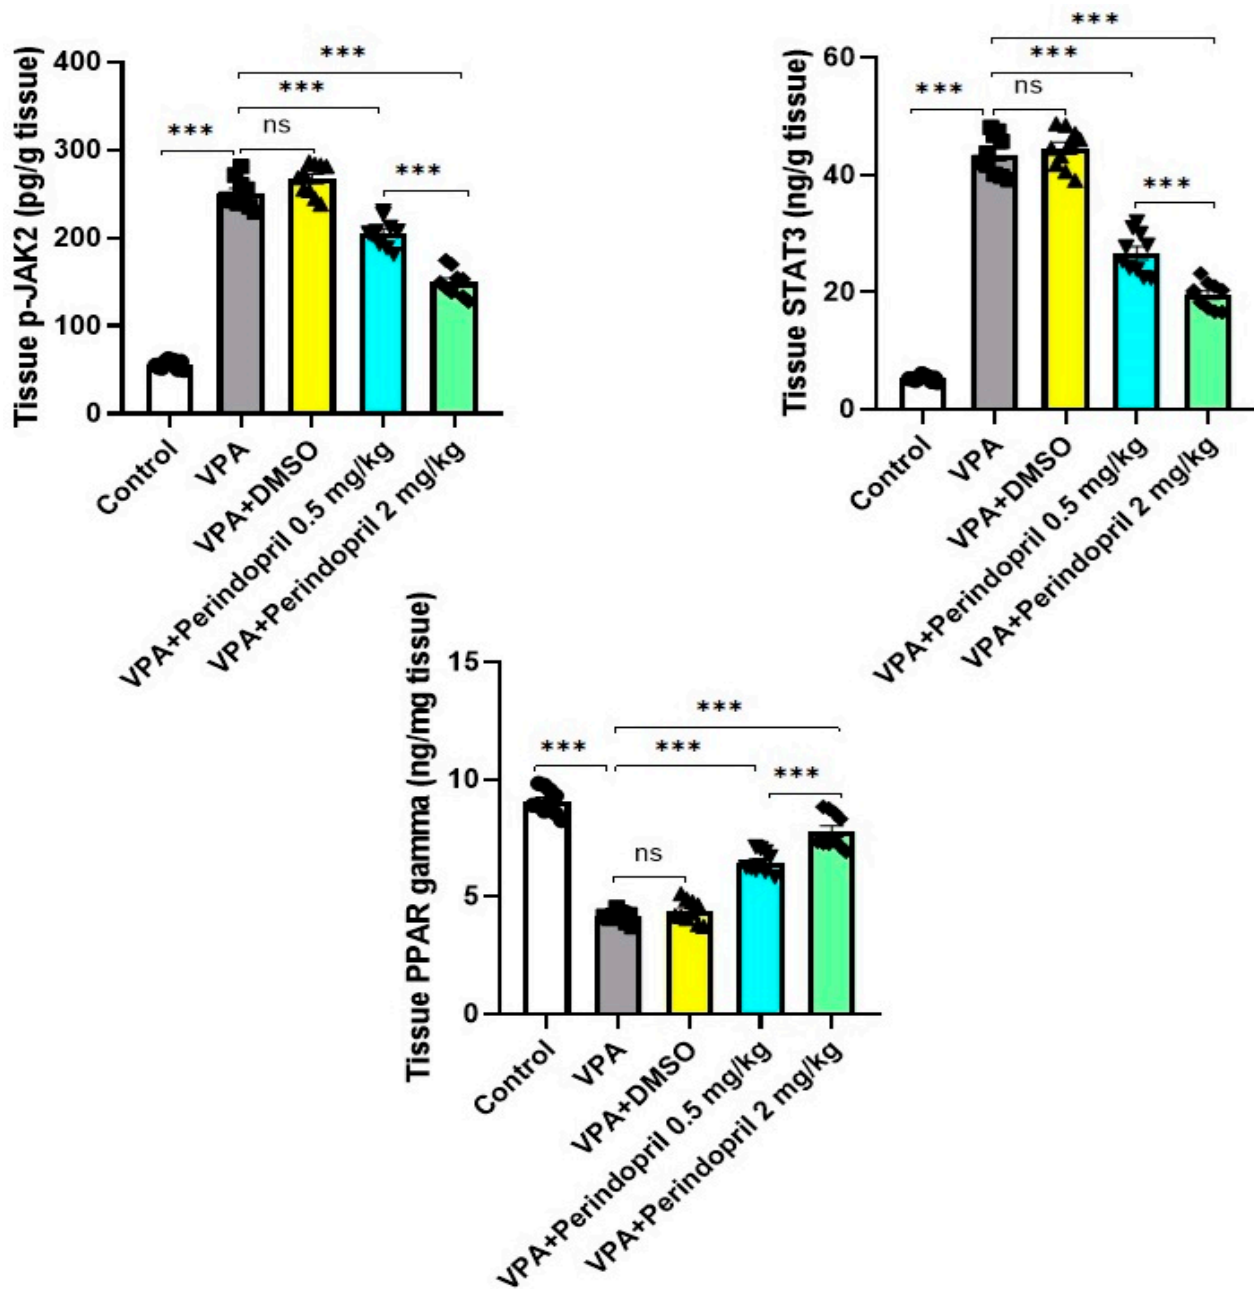 Tissue p-JAK2 (pg/g tissue)
400
300
200
100
0
***
***
***
ns
***
Control
VPA
VPA+DMSO
VPA+Perindopril 0.5 mg/kg
VPA+Perindopril 2 mg/kg
Tissue STAT3 (ng/g tissue)
60
40
20
0
***
***
***
ns
***
Control
VPA
VPA+DMSO
VPA+Perindopril 0.5 mg/kg
VPA+Perindopril 2 mg/kg
Tissue PPAR gamma (ng/mg tissue)
15
10
5
0
***
***
***
***
ns
Control
VPA
VPA+DMSO
VPA+Perindopril 0.5 mg/kg
VPA+Perindopril 2 mg/kg